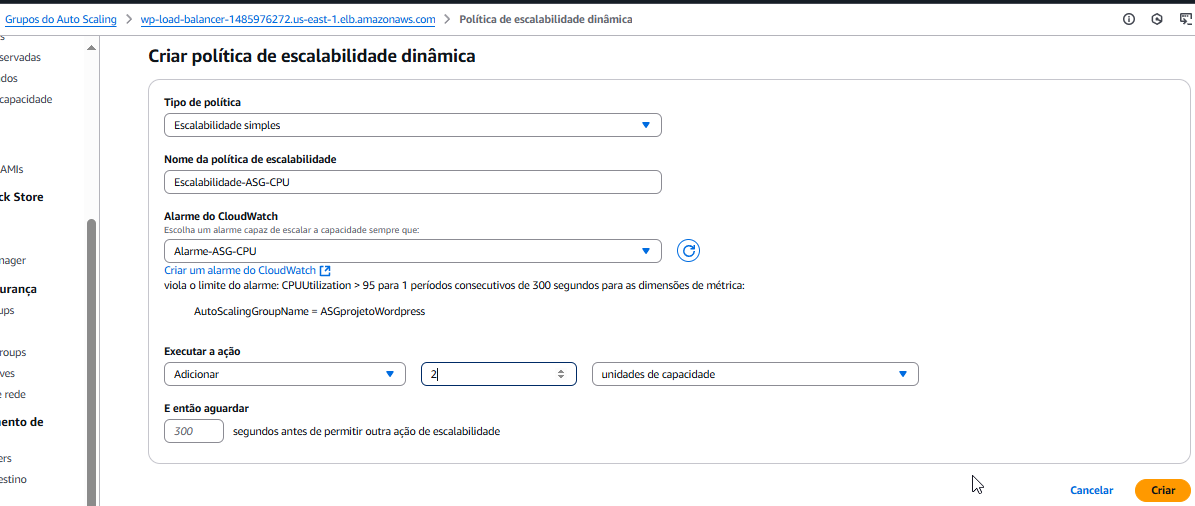 Grupos do Auto Scaling > wp-load-balancer-1485976272.us-east-1.elb.amazonaws.com > Política de escalabilidade dinâmica
s
servadas
dos
capacidade
AMIs
ck Store
nager
urança
ups
roups
ves
e rede
nento de
ers
estino
Criar política de escalabilidade dinâmica
Tipo de política
Escalabilidade simples
Nome da política de escalabilidade
Escalabilidade-ASG-CPU
Alarme do CloudWatch
Escolha um alarme capaz de escalar a capacidade sempre que:
Alarme-ASG-CPU
Criar um alarme do CloudWatch
viola o limite do alarme: CPUUtilization > 95 para 1 períodos consecutivos de 300 segundos para as dimensões de métrica:
AutoScalingGroupName = ASGprojetoWordpress
Executar a ação
Adicionar 2 unidades de capacidade
E então aguardar
300 segundos antes de permitir outra ação de escalabilidade
Cancelar Criar